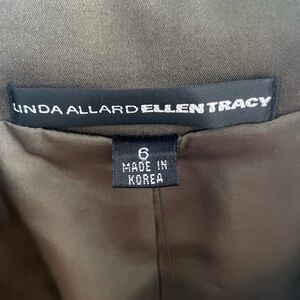 LINDA ALLARD ELLEN TRACY
6
MADE IN
KOREA